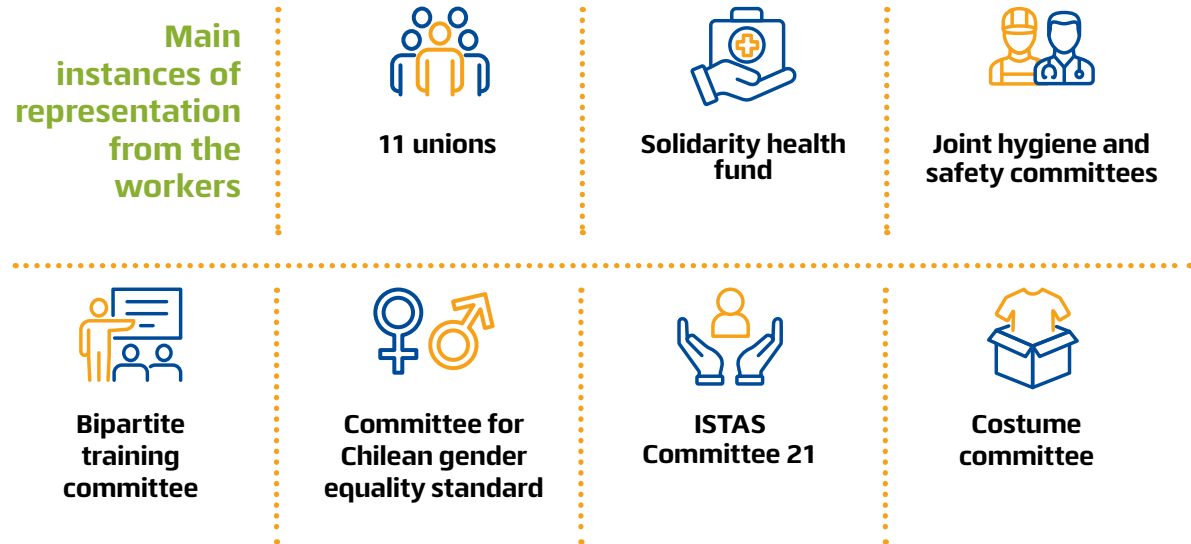 Main
instances of
representation
from the
workers
11 unions
Solidarity health
fund
Joint hygiene and
safety committees
Bipartite
training
committee
Committee for
Chilean gender
equality standard
ISTAS
Committee 21
Costume
committee